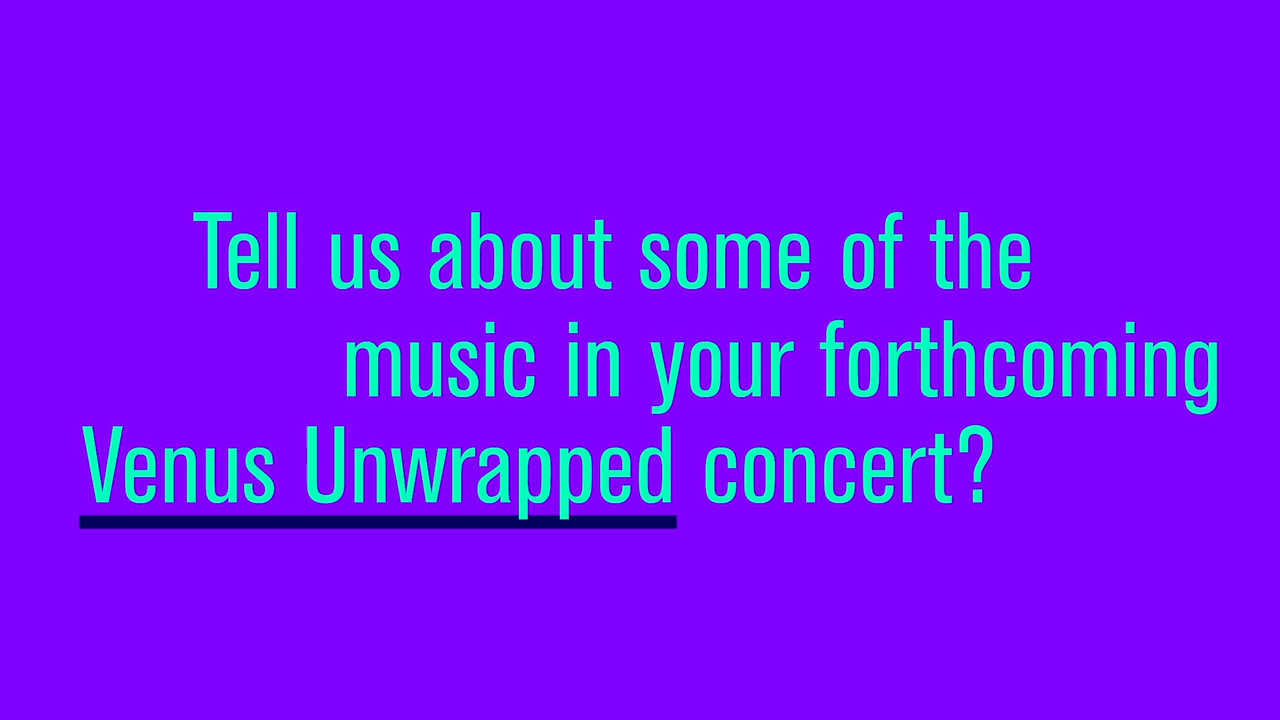 Tell us about some of the
music in your forthcoming
Venus Unwrapped concert?